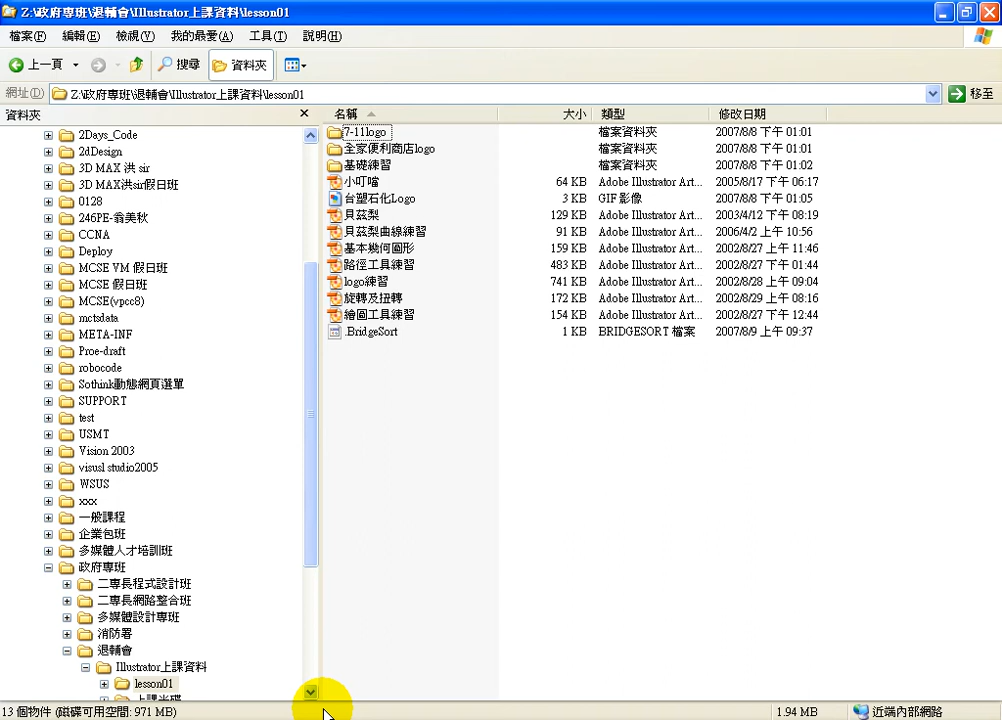 Z:\政府專班\退輔會\Illustrator上課資料\lesson01
檔案(F) 編輯(E) 檢視(V) 我的最愛(A) 工具(T) 說明(H)
上一頁 搜尋 資料夾
網址(D) Z:\政府專班\退輔會\Illustrator上課資料\lesson01 移至
資料夾
2Days_Code
2dDesign
3D MAX 洪 sir
3D MAX洪sir假日班
0128
246PE-翁美秋
CCNA
Deploy
MCSE VM 假日班
MCSE 假日班
MCSE(vpcc8)
mctsdata
META-INF
Proe-draft
robocode
Sothink動態網頁選單
SUPPORT
test
USMT
Vision 2003
visusl studio2005
WSUS
xxx
一般課程
企業包班
多媒體人才培訓班
政府專班
二專長程式設計班
二專長網路整合班
多媒體設計專班
消防署
退輔會
Illustrator上課資料
lesson01
上課光碟
名稱 大小 類型 修改日期
7-11logo 檔案資料夾 2007/8/8 下午 01:01
全家便利商店logo 檔案資料夾 2007/8/8 下午 01:01
基礎練習 檔案資料夾 2007/8/8 下午 01:02
小叮噹 64 KB Adobe Illustrator Art... 2005/8/17 下午 06:17
台塑石化Logo 3 KB GIF 影像 2007/8/8 下午 01:05
貝茲梨 129 KB Adobe Illustrator Art... 2003/4/12 下午 08:19
貝茲梨曲線練習 91 KB Adobe Illustrator Art... 2006/4/2 上午 10:56
基本幾何圖形 159 KB Adobe Illustrator Art... 2002/8/27 上午 11:46
路徑工具練習 483 KB Adobe Illustrator Art... 2002/8/27 下午 01:44
logo練習 741 KB Adobe Illustrator Art... 2002/8/28 上午 09:04
旋轉及扭轉 172 KB Adobe Illustrator Art... 2002/8/29 上午 08:16
繪圖工具練習 154 KB Adobe Illustrator Art... 2002/8/27 下午 12:44
.BridgeSort 1 KB BRIDGESORT 檔案 2007/8/9 上午 09:37
13 個物件 (磁碟可用空間: 971 MB) 1.94 MB 近端內部網路